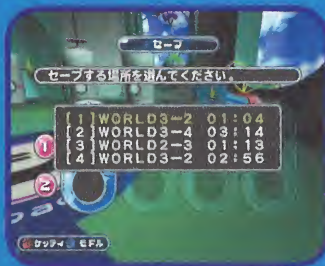 セーブ
セーブする場所を選んでください。
[1]WORLD3-2 01:04
[2]WORLD3-4 03:14
[3]WORLD2-3 01:13
[4]WORLD3-2 02:56
1
2
ケッテイ モドル